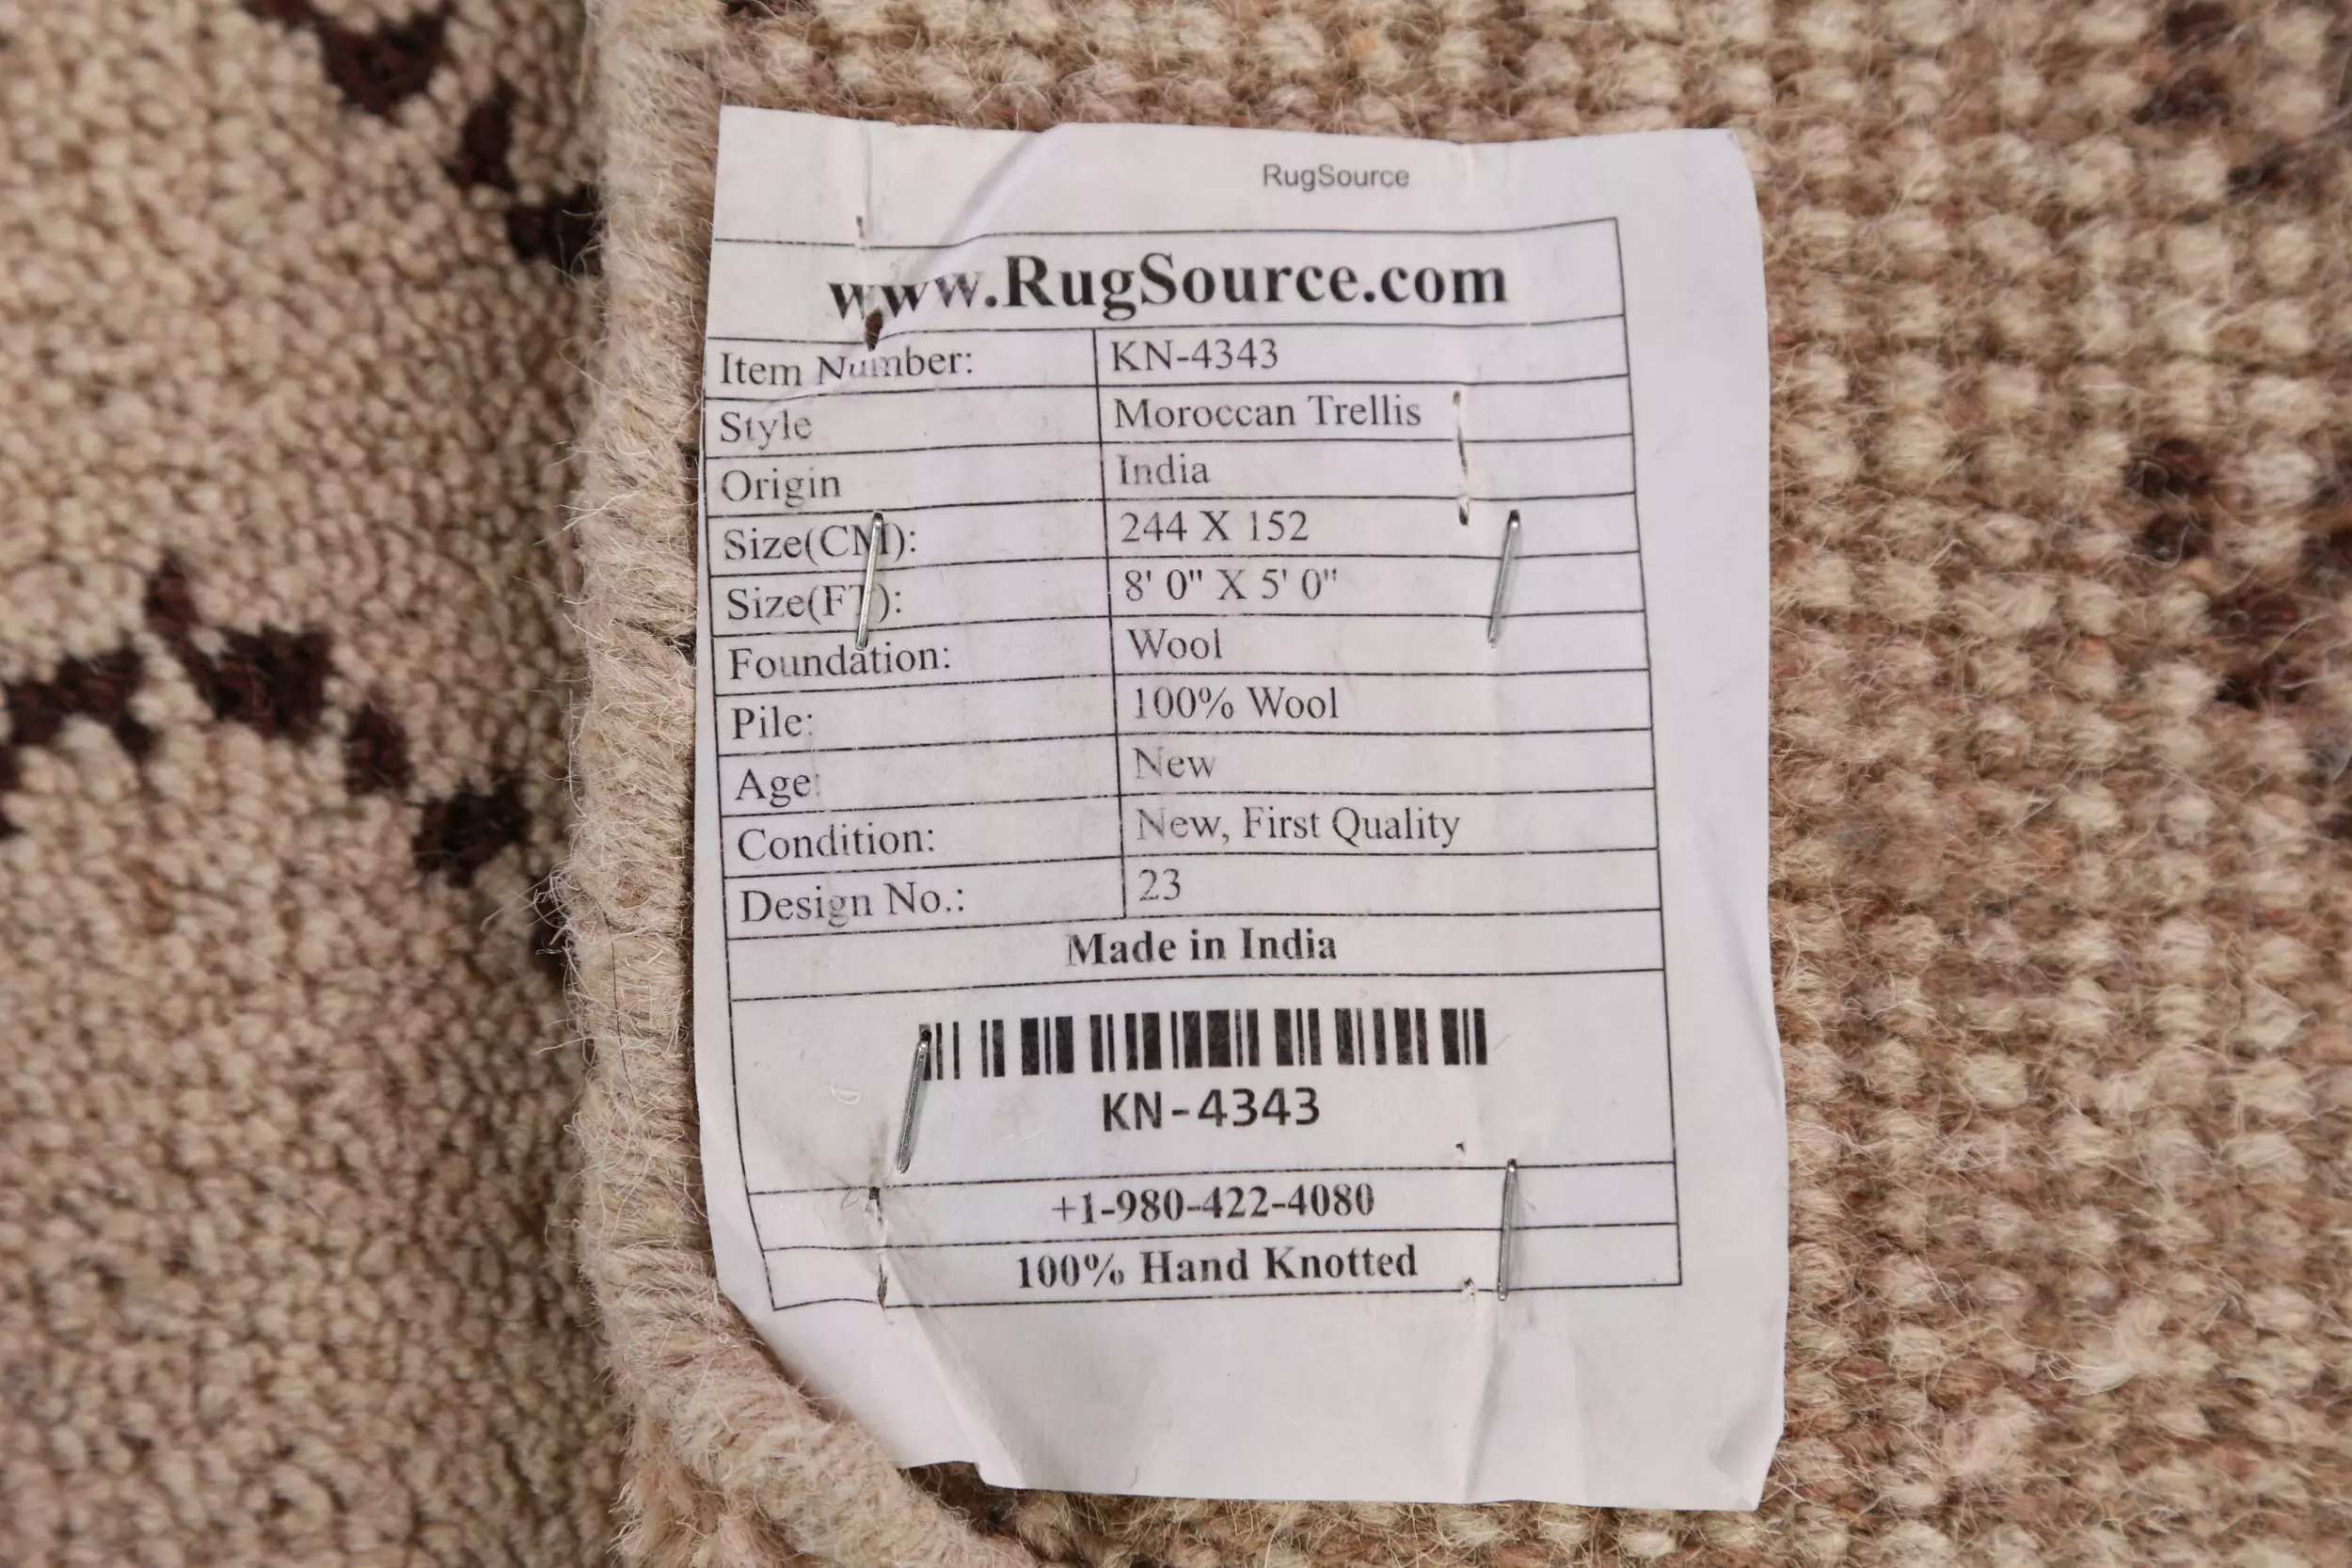 RugSource
www.RugSource.com
Item Number: KN-4343
Style Moroccan Trellis
Origin India
Size(CM): 244 X 152
Size(FT): 8' 0" X 5' 0"
Foundation: Wool
Pile: 100% Wool
Age: New
Condition: New, First Quality
Design No.: 23
Made in India
KN-4343
+1-980-422-4080
100% Hand Knotted